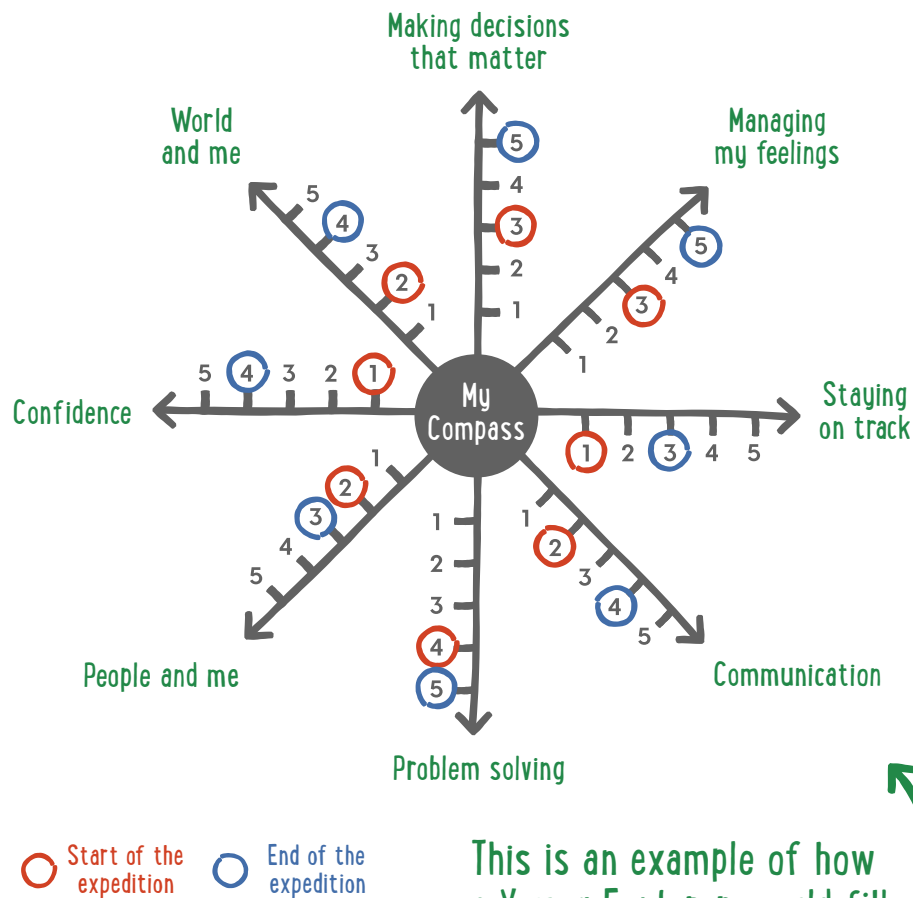 Making decisions
that matter
World
and me
Managing
my feelings
5
4
3
2
1
5
4
3
2
1
5
4
3
2
1
5
4
3
2
1
Confidence
My
Compass
Staying
on track
1
2
3
4
5
1
2
3
4
5
1
2
3
4
5
1
2
3
4
5
People and me
Communication
Problem solving
Start of the
expedition
End of the
expedition
This is an example of how